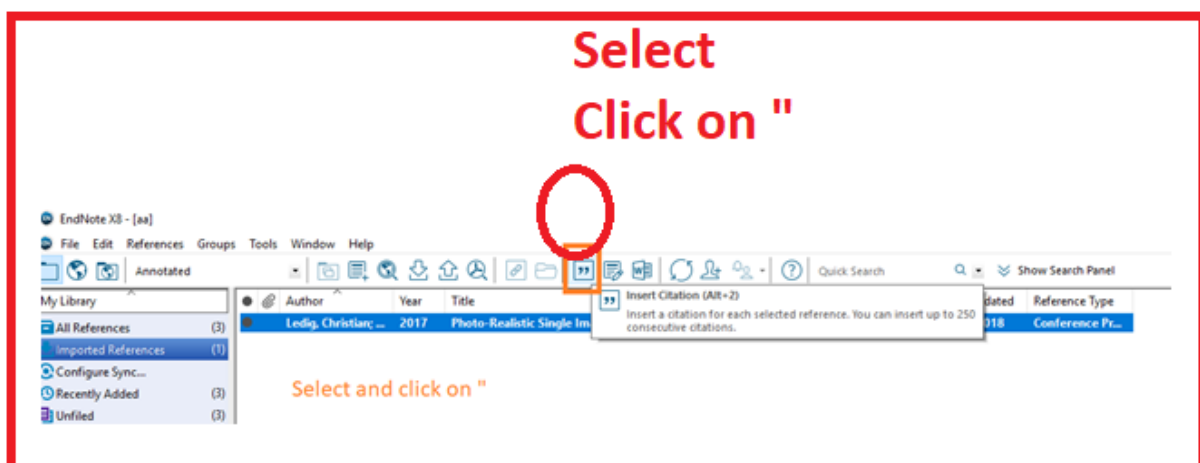 Select
Click on "
EndNote X8 - [aa]
File Edit References Groups Tools Window Help
Annotated Quick Search Show Search Panel
My Library Author Year Title dated Reference Type
All References (3) Ledig, Christian; ... 2017 Photo-Realistic Single Im 018 Conference Pr...
Insert Citation (Alt+2)
Insert a citation for each selected reference. You can insert up to 250
consecutive citations.
Imported References (1)
Configure Sync...
Recently Added (3)
Unfiled (3)
Select and click on "